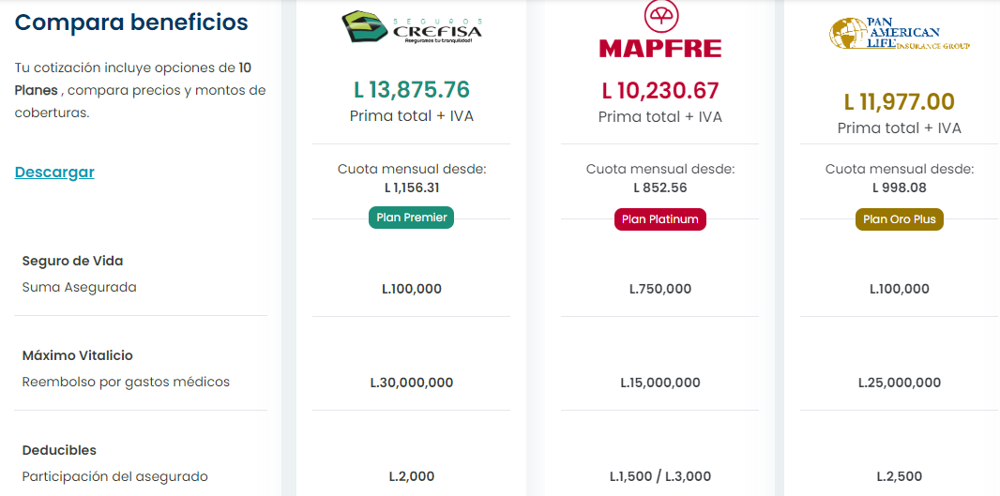 Compara beneficios
Tu cotización incluye opciones de 10
Planes , compara precios y montos de
coberturas.
Descargar
SEGUROS
CREFISA
Aseguramos tu tranquilidad!
L 13,875.76
Prima total + IVA
Cuota mensual desde:
L 1,156.31
Plan Premier
MAPFRE
L 10,230.67
Prima total + IVA
Cuota mensual desde:
L 852.56
Plan Platinum
PAN
AMERICAN
LIFE INSURANCE GROUP
L 11,977.00
Prima total + IVA
Cuota mensual desde:
L 998.08
Plan Oro Plus
Seguro de Vida
Suma Asegurada
L.100,000
L.750,000
L.100,000
Máximo Vitalicio
Reembolso por gastos médicos
L.30,000,000
L.15,000,000
L.25,000,000
Deducibles
Participación del asegurado
L.2,000
L.1,500 / L.3,000
L.2,500